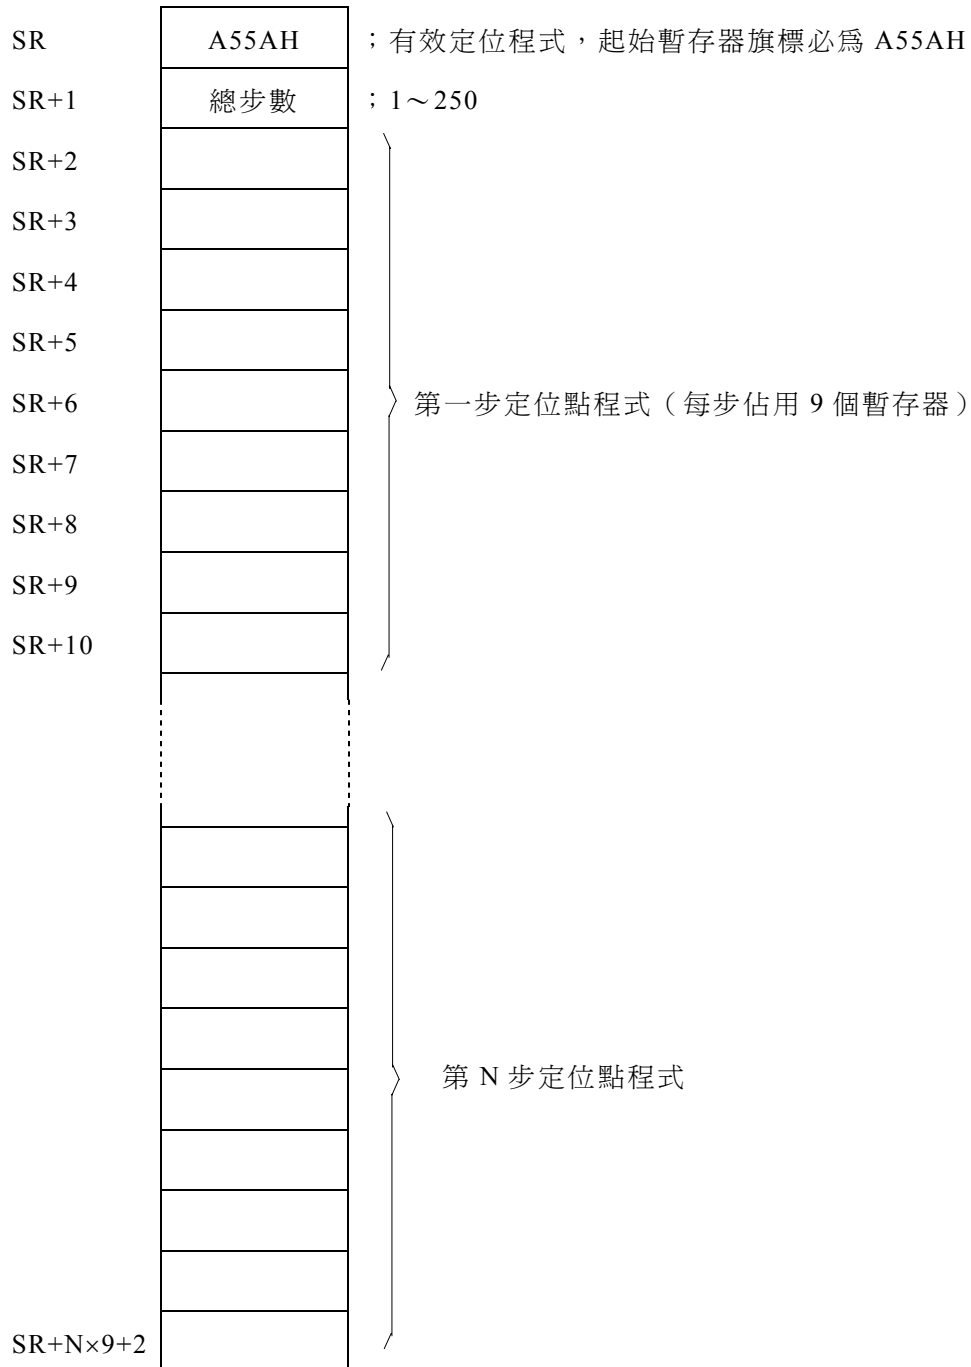 SR A55AH ；有效定位程式，起始暫存器旗標必為 A55AH
SR+1 總步數 ；1～250
SR+2
SR+3
SR+4
SR+5
SR+6 第一步定位點程式（每步佔用 9 個暫存器）
SR+7
SR+8
SR+9
SR+10
第 N 步定位點程式
SR+N×9+2